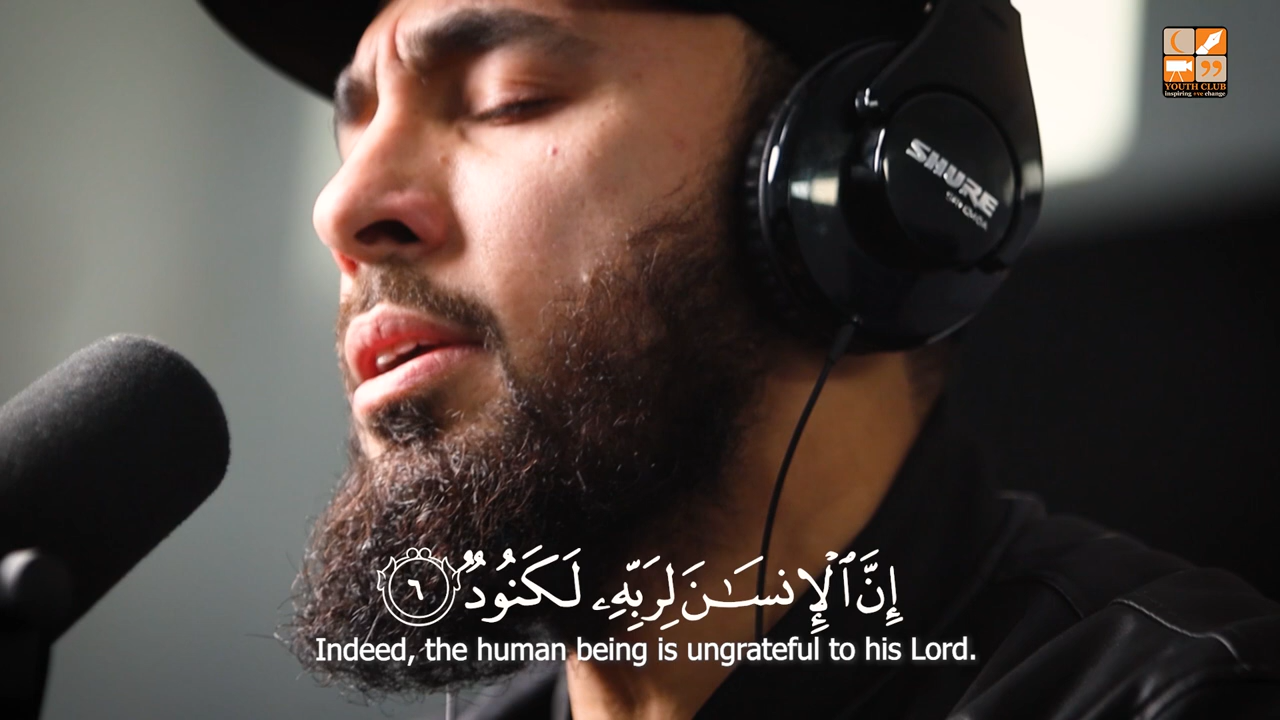 YOUTH CLUB
inspiring +ve change
SHURE
إِنَّ ٱلْإِنسَـٰنَ لِرَبِّهِۦ لَكَنُودٌ ٦
Indeed, the human being is ungrateful to his Lord.